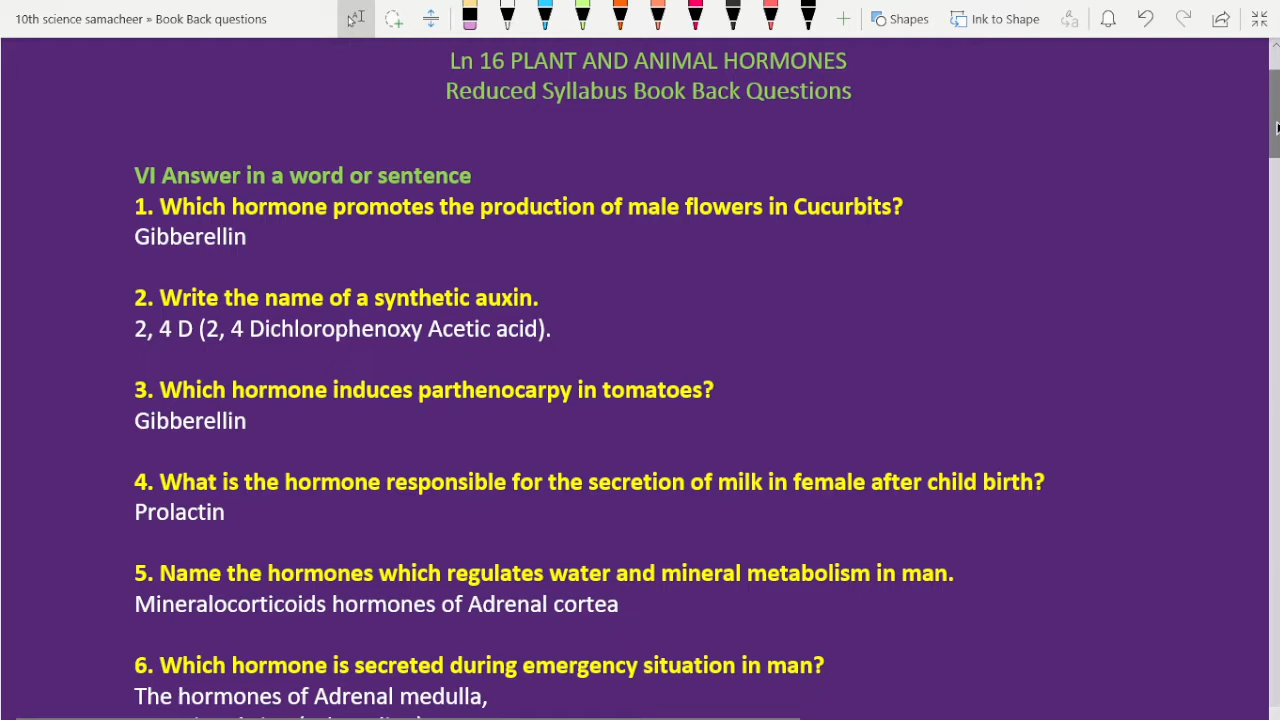 10th science samacheer » Book Back questions
Shapes
Ink to Shape
Ln 16 PLANT AND ANIMAL HORMONES
Reduced Syllabus Book Back Questions
VI Answer in a word or sentence
1. Which hormone promotes the production of male flowers in Cucurbits?
Gibberellin
2. Write the name of a synthetic auxin.
2, 4 D (2, 4 Dichlorophenoxy Acetic acid).
3. Which hormone induces parthenocarpy in tomatoes?
Gibberellin
4. What is the hormone responsible for the secretion of milk in female after child birth?
Prolactin
5. Name the hormones which regulates water and mineral metabolism in man.
Mineralocorticoids hormones of Adrenal cortea
6. Which hormone is secreted during emergency situation in man?
The hormones of Adrenal medulla,